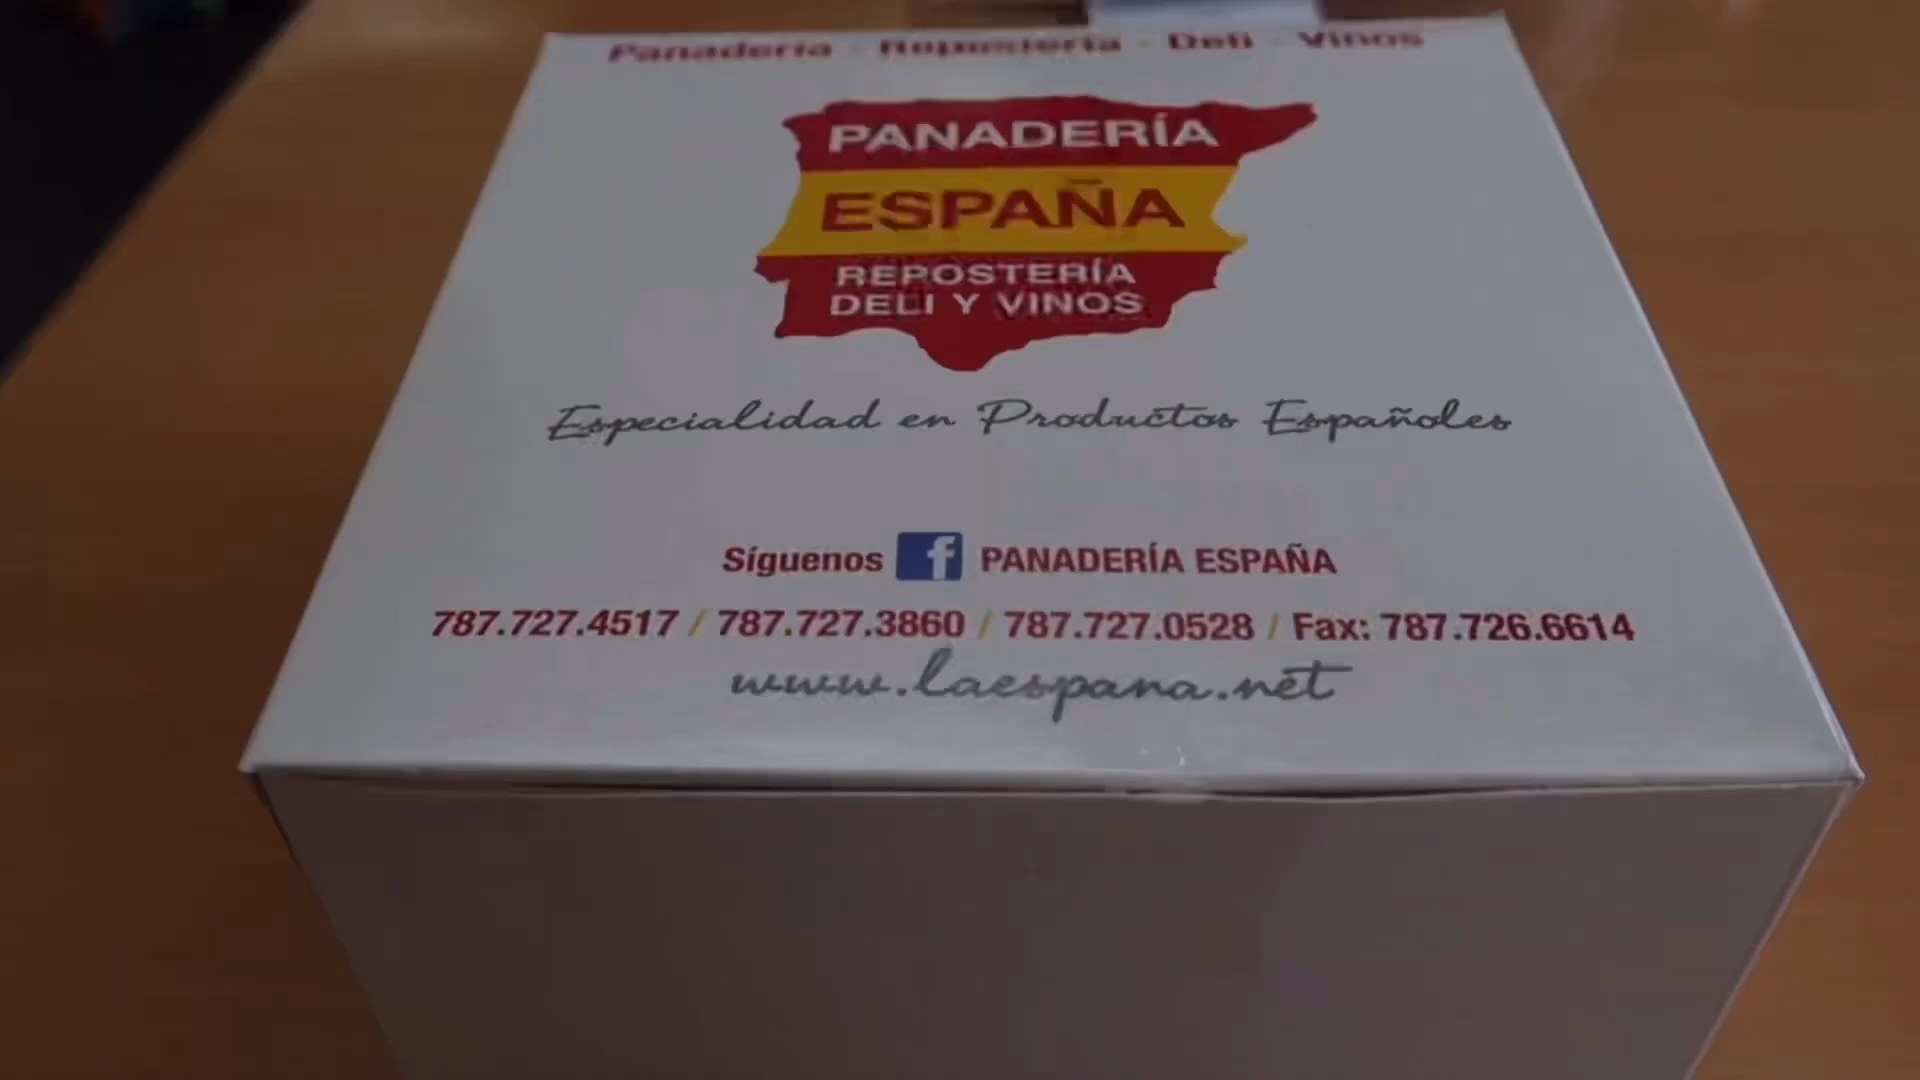 Panadería - Repostería - Deli - Vinos
PANADERÍA
ESPAÑA
REPOSTERÍA
DELI Y VINOS
Especialidad en Productos Españoles
Síguenos f PANADERÍA ESPAÑA
787.727.4517 / 787.727.3860 / 787.727.0528 / Fax: 787.726.6614
www.laespana.net